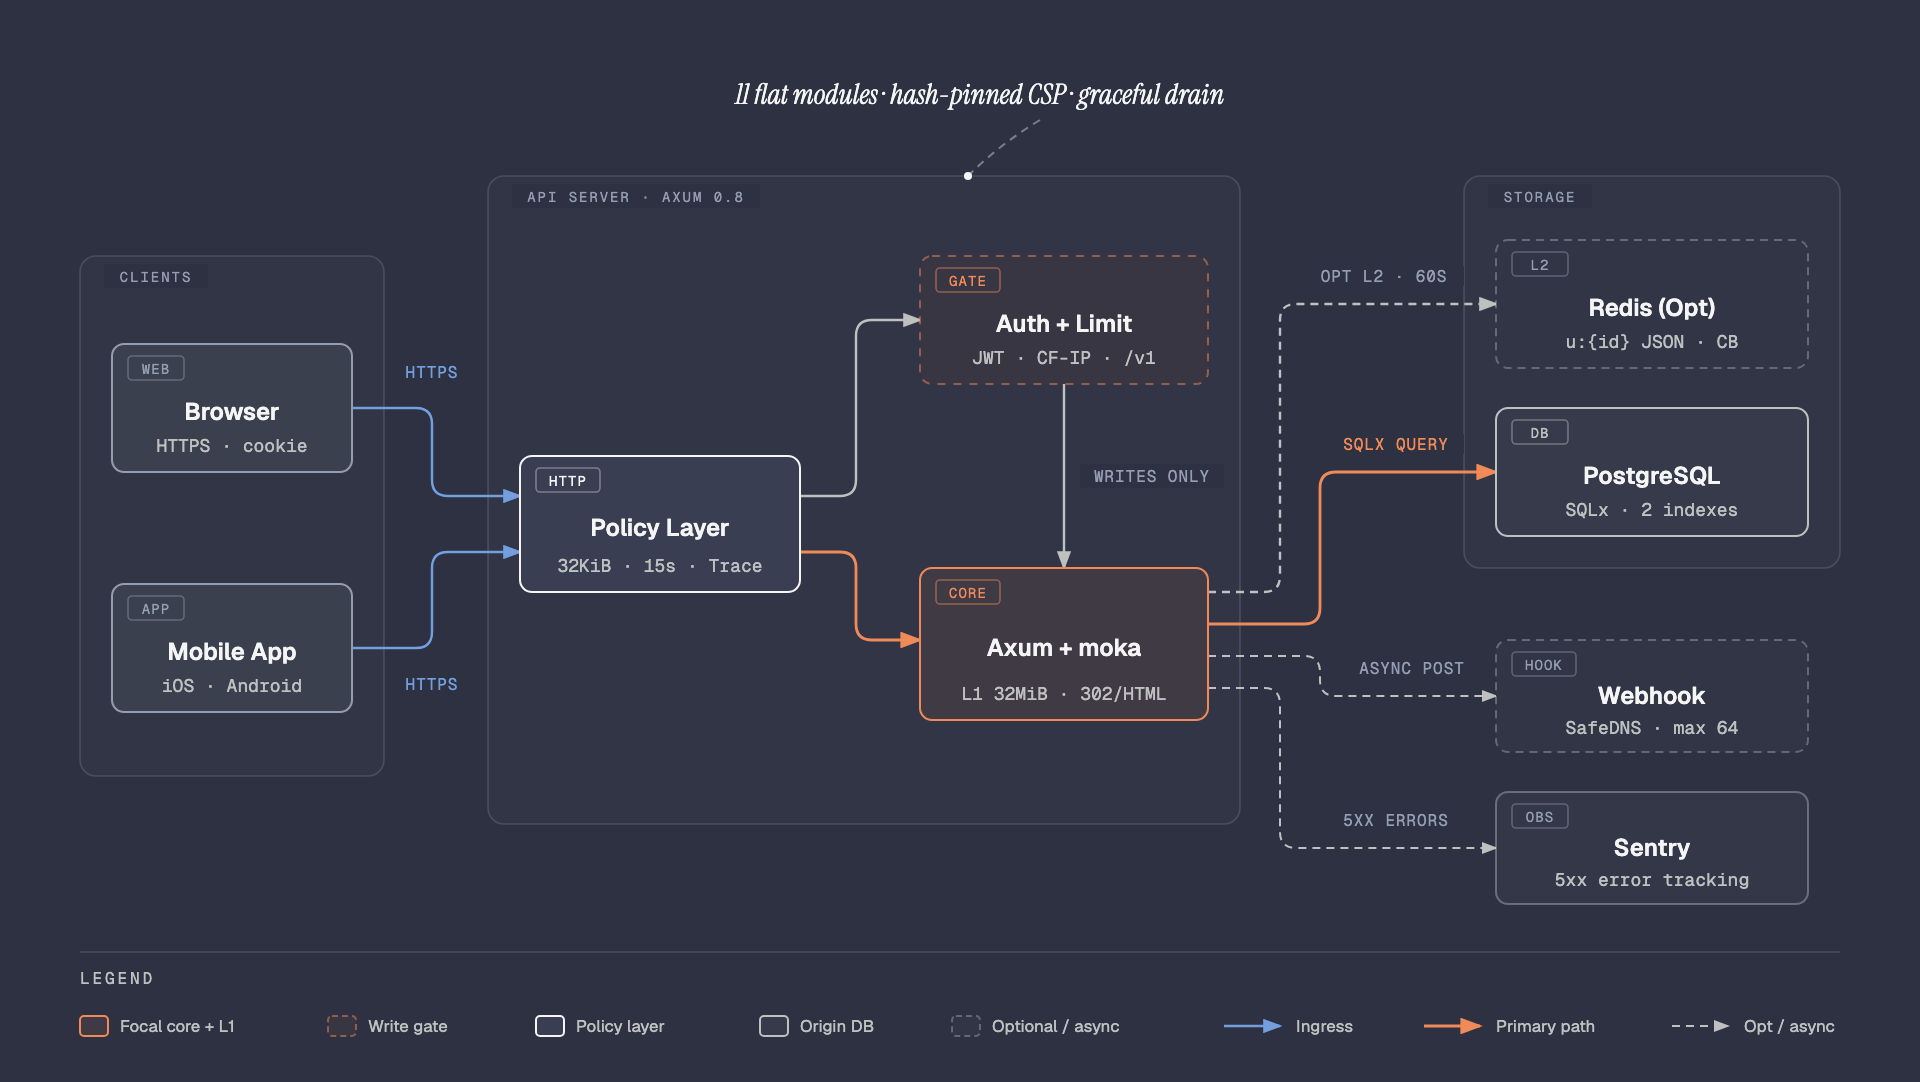 11 flat modules · hash-pinned CSP · graceful drain
API SERVER · AXUM 0.8
STORAGE
CLIENTS
WEB
Browser
HTTPS · cookie
HTTPS
APP
Mobile App
iOS · Android
HTTPS
HTTP
Policy Layer
32KiB · 15s · Trace
GATE
Auth + Limit
JWT · CF-IP · /v1
WRITES ONLY
CORE
Axum + moka
L1 32MiB · 302/HTML
OPT L2 · 60S
L2
Redis (Opt)
u:{id} JSON · CB
SQLX QUERY
DB
PostgreSQL
SQLx · 2 indexes
ASYNC POST
HOOK
Webhook
SafeDNS · max 64
5XX ERRORS
OBS
Sentry
5xx error tracking
LEGEND
Focal core + L1
Write gate
Policy layer
Origin DB
Optional / async
Ingress
Primary path
Opt / async